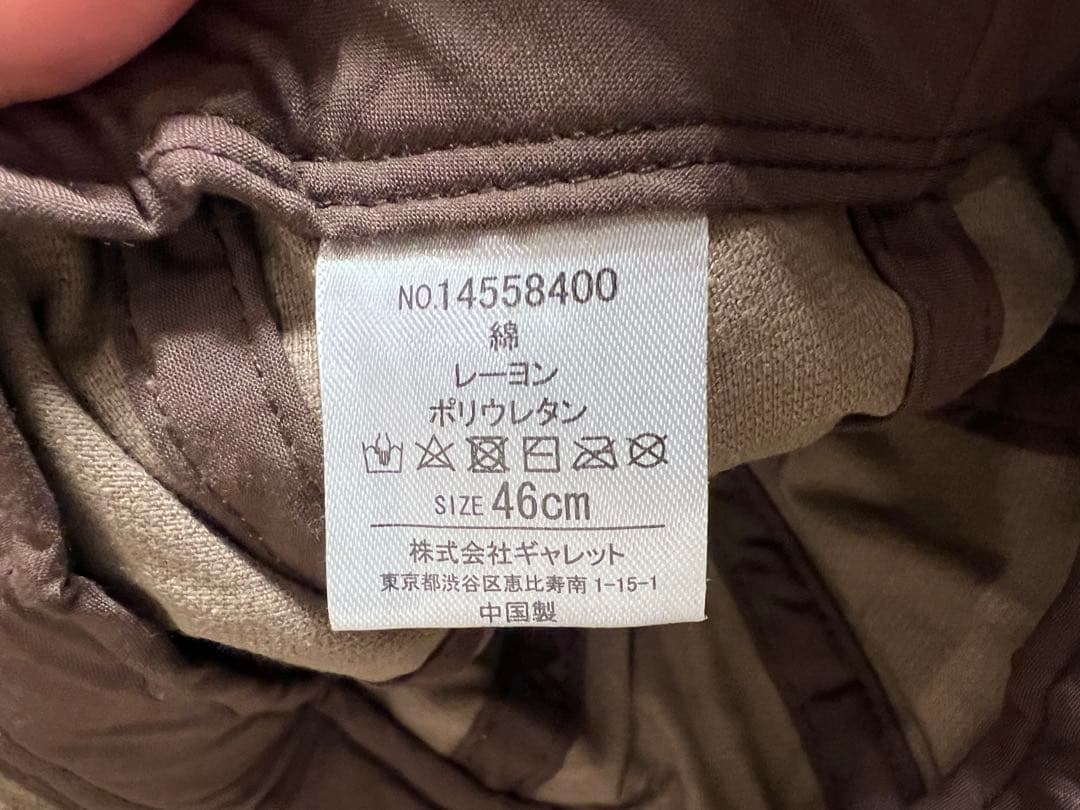 NO.14558400
綿
レーヨン
ポリウレタン
SIZE 46cm
株式会社ギャレット
東京都渋谷区恵比寿南 1-15-1
中国製